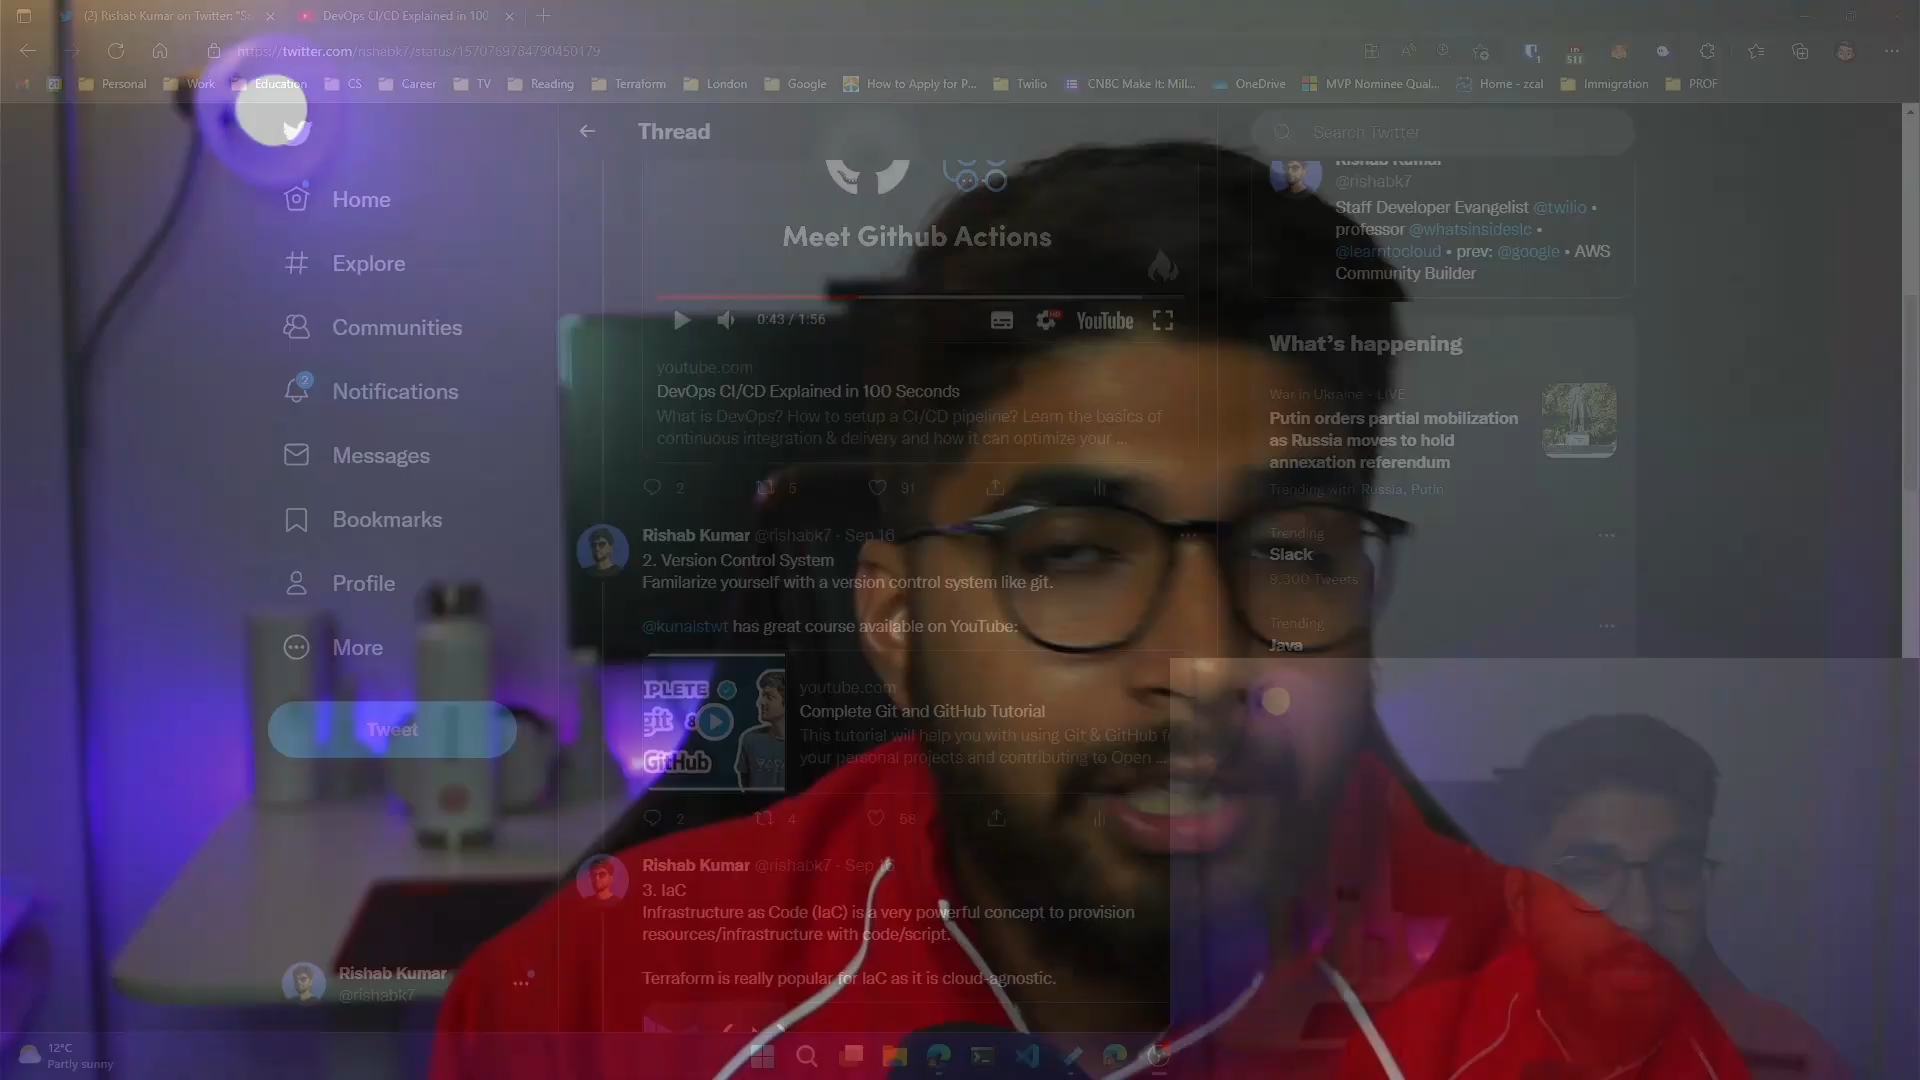 (2) Rishab Kumar on Twitter: "Se
DevOps CI/CD Explained in 100
https://twitter.com/rishabk7/status/1570769784790450179
Personal
Work
Education
CS
Career
TV
Reading
Terraform
London
Google
How to Apply for P...
Twilio
CNBC Make It: Mill...
OneDrive
MVP Nominee Qual...
Home - zcal
Immigration
PROF
Home
Explore
Communities
Notifications
2
Messages
Bookmarks
Profile
More
Tweet
Rishab Kumar
@rishabk7
Thread
Meet Github Actions
0:43 / 1:56
HD
YouTube
youtube.com
DevOps CI/CD Explained in 100 Seconds
What is DevOps? How to setup a CI/CD pipeline? Learn the basics of
continuous integration & delivery and how it can optimize your ...
2
5
91
Rishab Kumar @rishabk7 · Sep 16
2. Version Control System
Familarize yourself with a version control system like git.
@kunalstwt has great course available on YouTube:
PLETE
git &
GitHub
youtube.com
Complete Git and GitHub Tutorial
This tutorial will help you with using Git & GitHub f
your personal projects and contributing to Open ...
2
4
58
Rishab Kumar @rishabk7 · Sep 16
3. IaC
Infrastructure as Code (IaC) is a very powerful concept to provision
resources/infrastructure with code/script.
Terraform is really popular for IaC as it is cloud-agnostic.
Search Twitter
Rishab Kumar
@rishabk7
Staff Developer Evangelist @twilio •
professor @whatsinsideslc •
@learntocloud • prev: @google • AWS
Community Builder
What's happening
War in Ukraine · LIVE
Putin orders partial mobilization
as Russia moves to hold
annexation referendum
Trending with Russia, Putin
Trending
Slack
9,300 Tweets
Trending
Java
12°C
Partly sunny